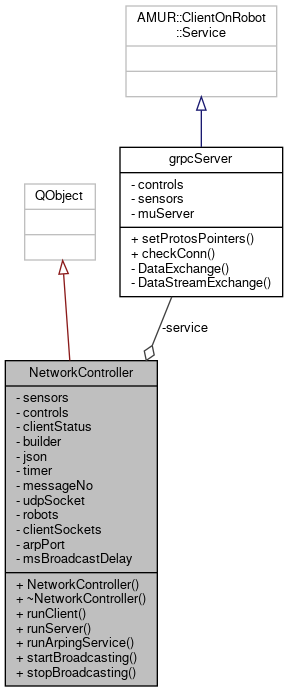 AMUR::ClientOnRobot
::Service
grpcServer
- controls
- sensors
- muServer
+ setProtosPointers()
+ checkConn()
- DataExchange()
- DataStreamExchange()
QObject
-service
NetworkController
- sensors
- controls
- clientStatus
- builder
- json
- timer
- messageNo
- udpSocket
- robots
- clientSockets
- arpPort
- msBroadcastDelay
+ NetworkController()
+ ~NetworkController()
+ runClient()
+ runServer()
+ runArpingService()
+ startBroadcasting()
+ stopBroadcasting()